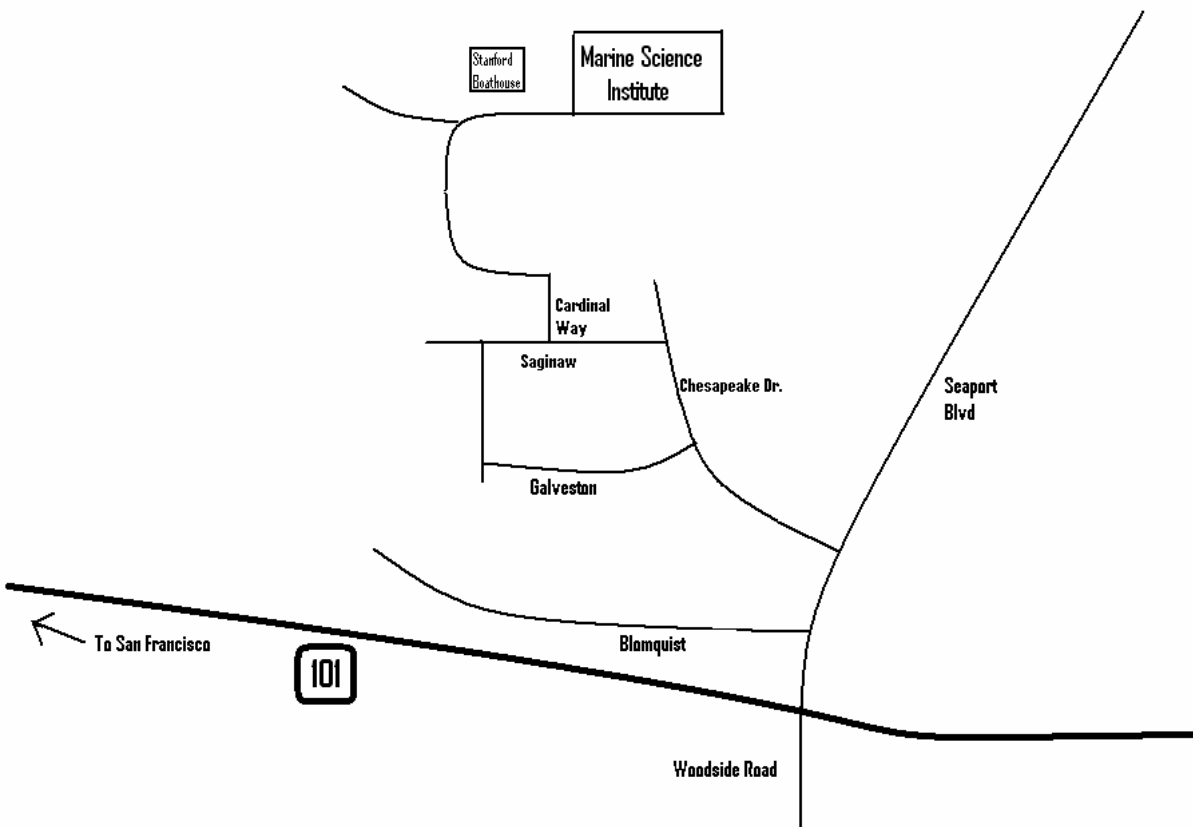 Stanford
Boathouse
Marine Science
Institute
Cardinal
Way
Saginaw
Chesapeake Dr.
Seaport
Blvd
Galveston
To San Francisco
Blomquist
101
Woodside Road